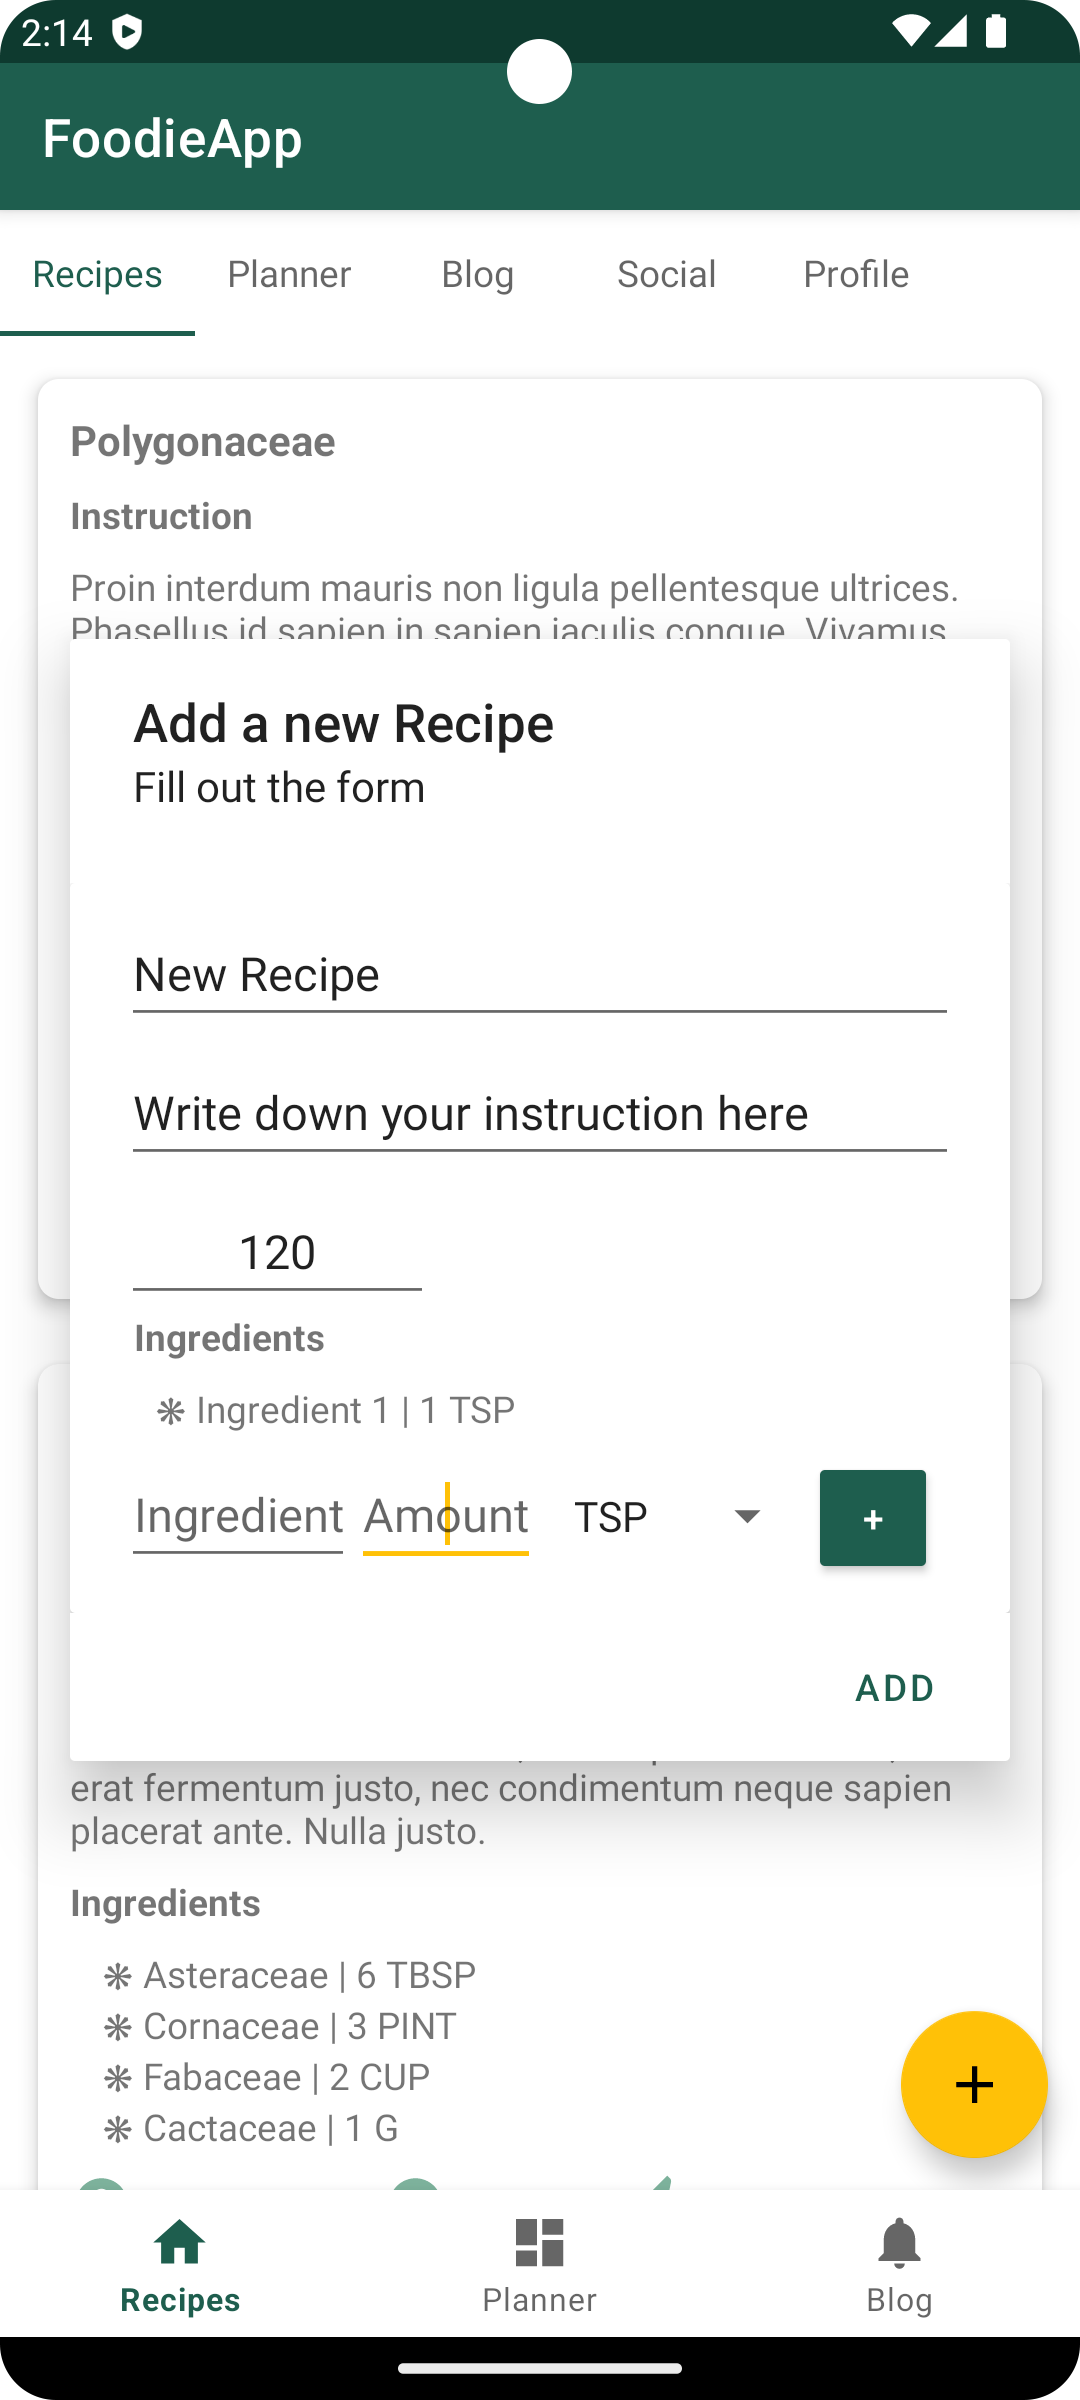 2:14
FoodieApp
Recipes Planner Blog Social Profile
Polygonaceae
Instruction
Proin interdum mauris non ligula pellentesque ultrices.
Phasellus id sapien in sapien iaculis congue. Vivamus
Add a new Recipe
Fill out the form
New Recipe
Write down your instruction here
120
Ingredients
❋ Ingredient 1 | 1 TSP
Ingredient Amount TSP +
ADD
erat fermentum justo, nec condimentum neque sapien
placerat ante. Nulla justo.
Ingredients
❋ Asteraceae | 6 TBSP
❋ Cornaceae | 3 PINT
❋ Fabaceae | 2 CUP
❋ Cactaceae | 1 G
+
Recipes Planner Blog